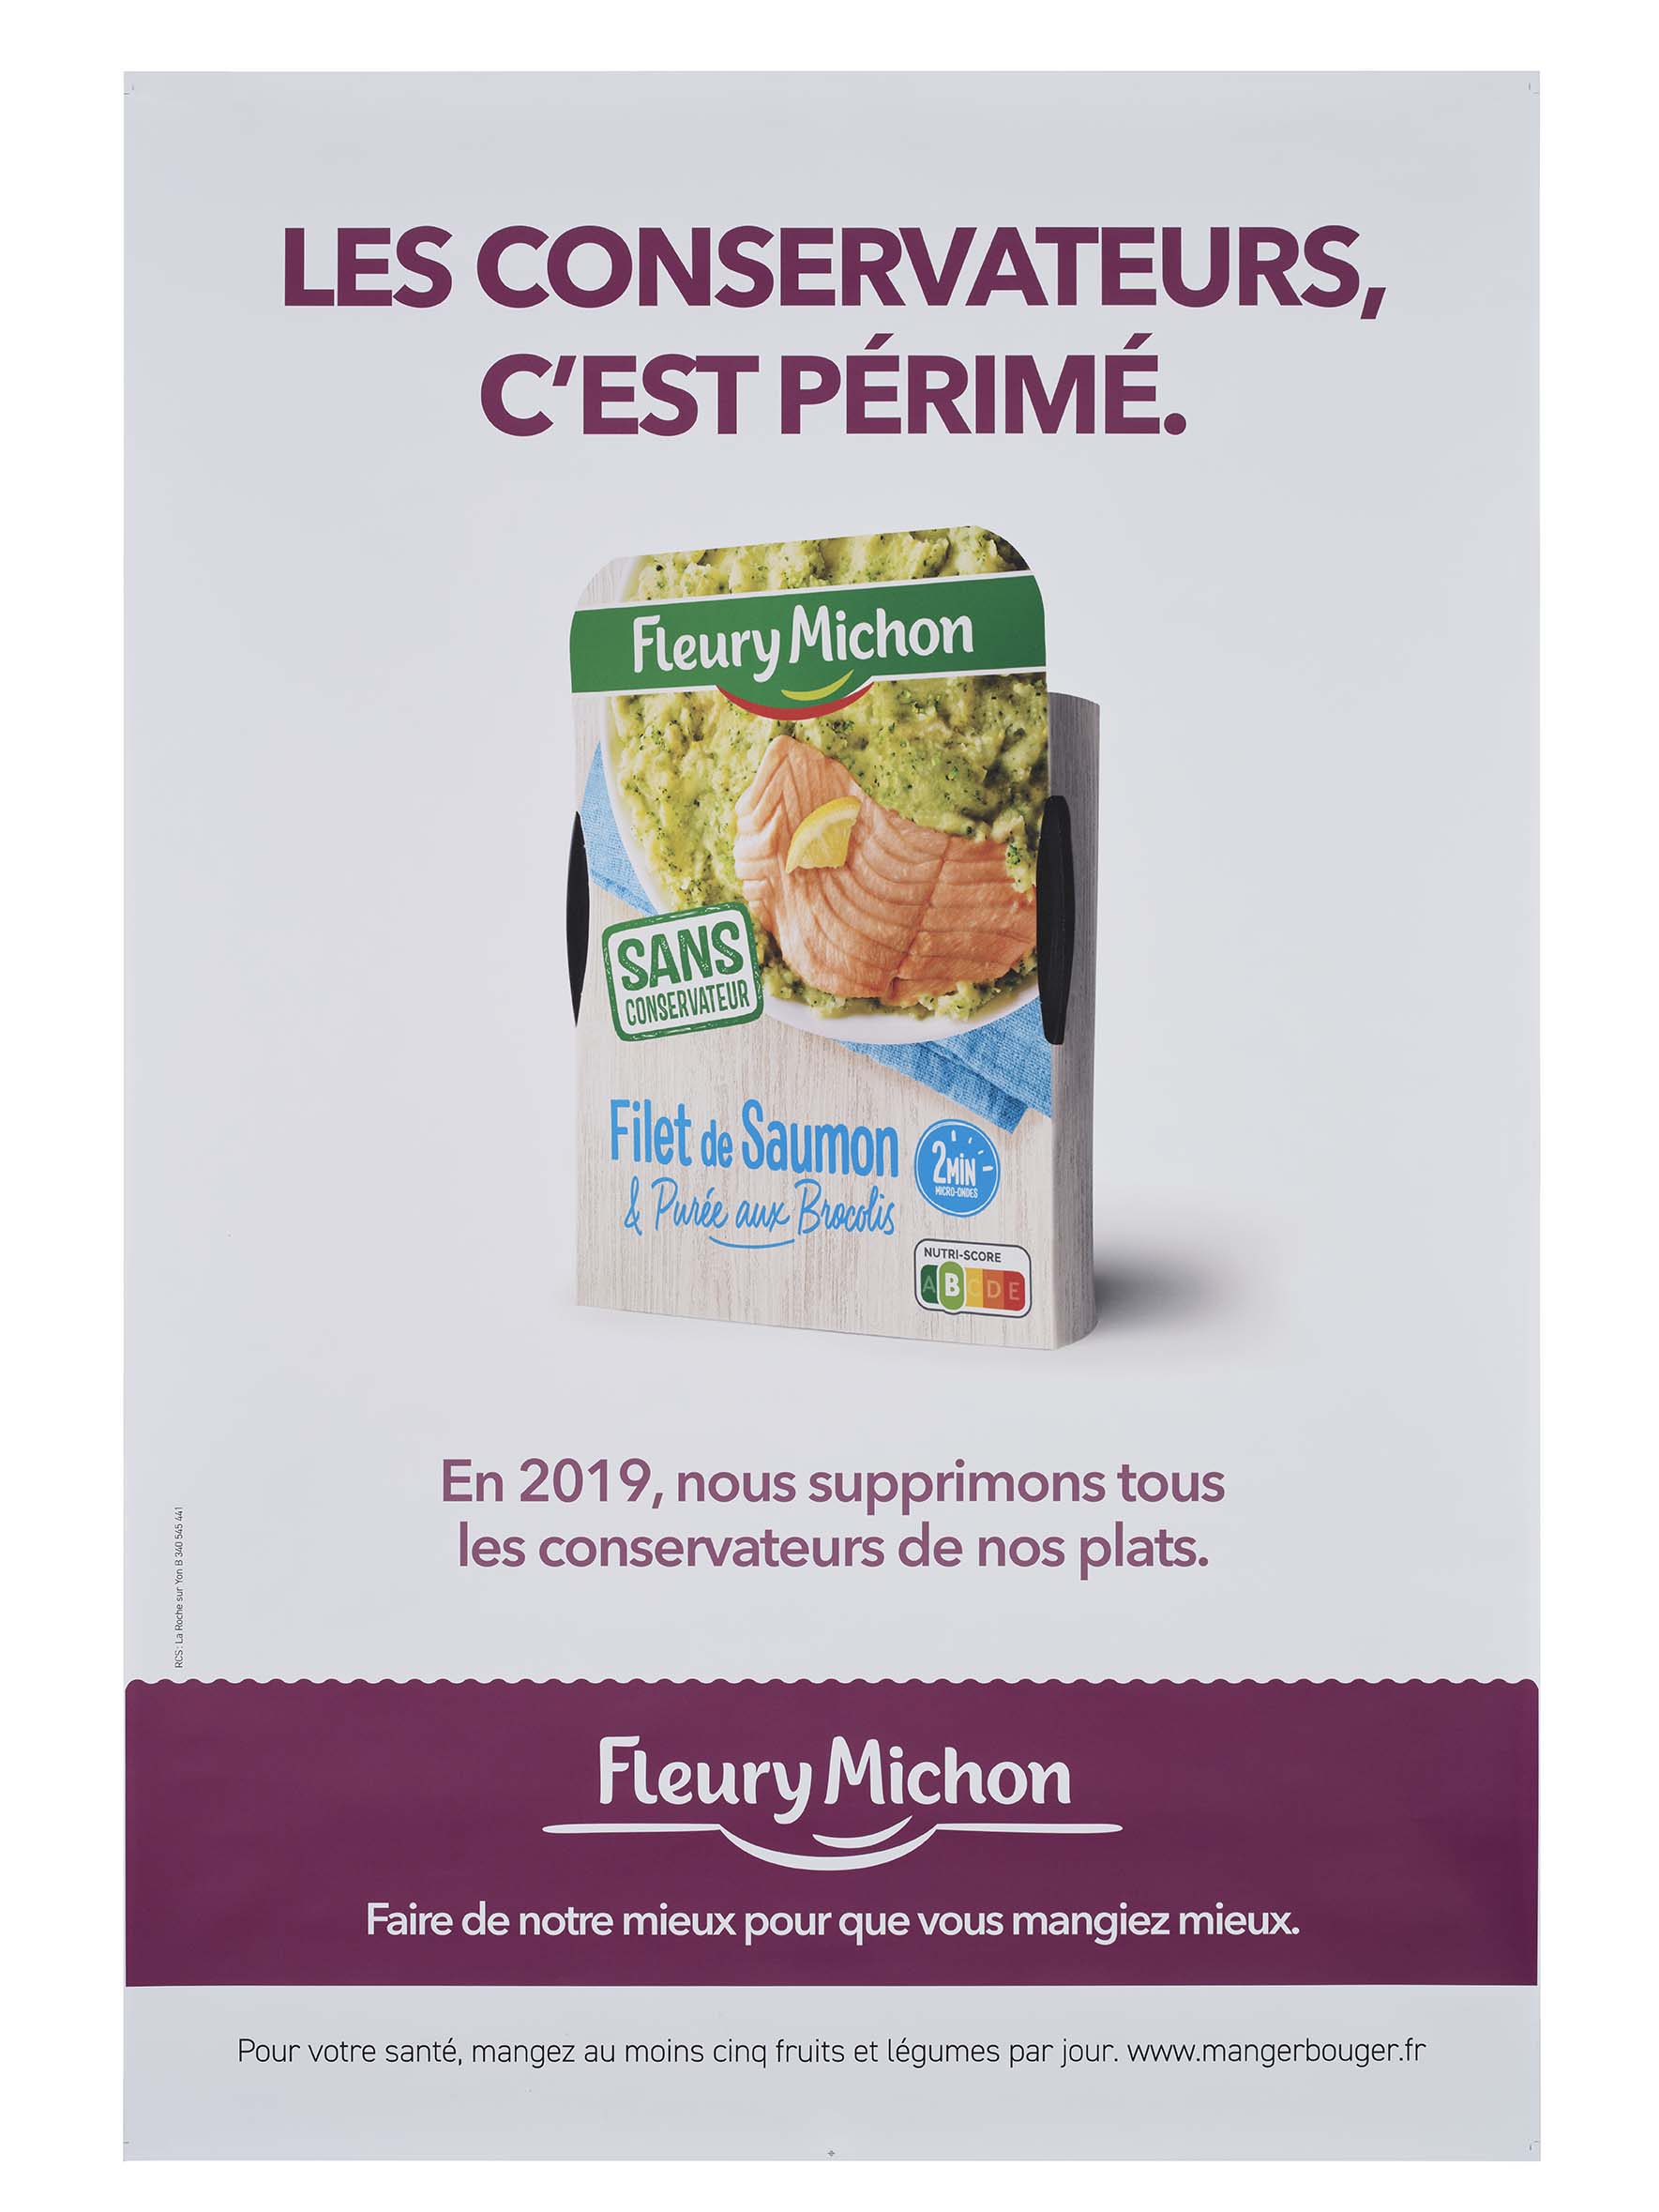 LES CONSERVATEURS,
C'EST PÉRIMÉ.
Fleury Michon
SANS
CONSERVATEUR
Filet de Saumon
& Purée aux Brocolis
2 MIN
MICRO-ONDES
NUTRI-SCORE
A B C D E
En 2019, nous supprimons tous
les conservateurs de nos plats.
RCS : La Roche sur Yon B 340 545 441
Fleury Michon
Faire de notre mieux pour que vous mangiez mieux.
Pour votre santé, mangez au moins cinq fruits et légumes par jour. www.mangerbouger.fr